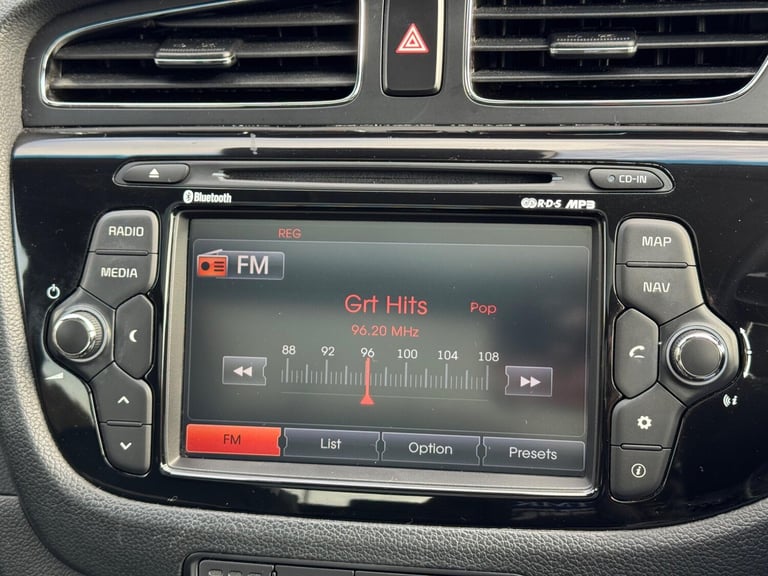 CD-IN
Bluetooth
R·D·S MP3
RADIO
MEDIA
MAP
NAV
REG
FM
Grt Hits
Pop
96.20 MHz
88 92 96 100 104 108
FM List Option Presets